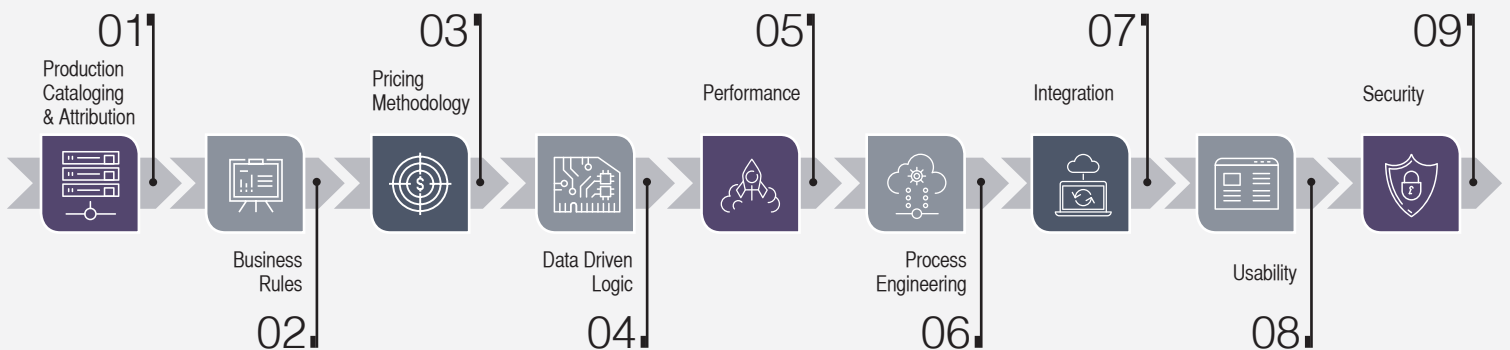 01
Production
Cataloging
& Attribution
Business
Rules
02
03
Pricing
Methodology
$
Data Driven
Logic
04
05
Performance
Process
Engineering
06
07
Integration
Usability
08
09
Security